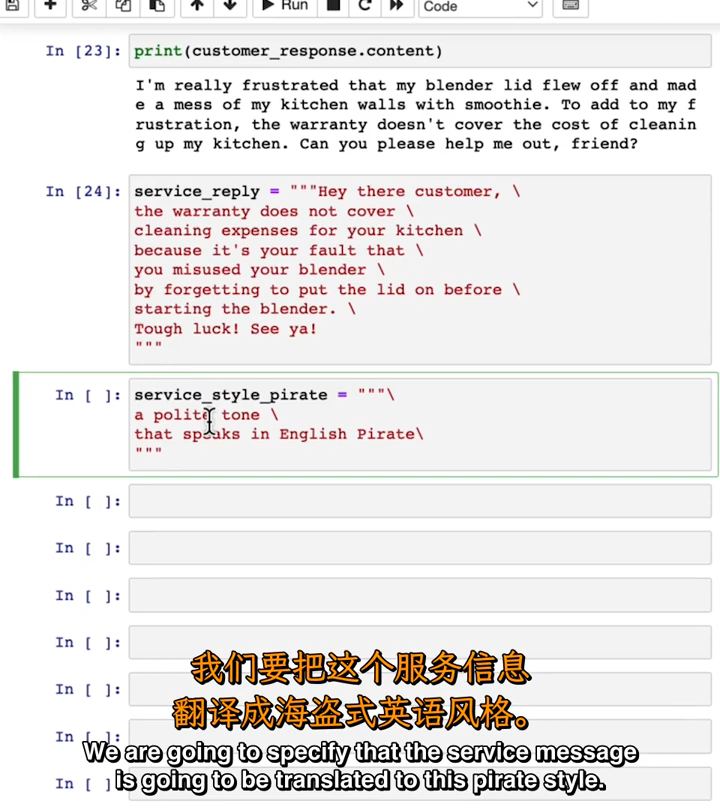 Run
Code
In [23]: print(customer_response.content)
I'm really frustrated that my blender lid flew off and mad
e a mess of my kitchen walls with smoothie. To add to my f
rustration, the warranty doesn't cover the cost of cleanin
g up my kitchen. Can you please help me out, friend?
In [24]: service_reply = """Hey there customer, \
the warranty does not cover \
cleaning expenses for your kitchen \
because it's your fault that \
you misused your blender \
by forgetting to put the lid on before \
starting the blender. \
Tough luck! See ya!
"""
In [ ]: service_style_pirate = """\
a polite tone \
that speaks in English Pirate\
"""
In [ ]:
In [ ]:
In [ ]:
In [ ]:
In [ ]:
In [ ]:
In [ ]:
我们要把这个服务信息
翻译成海盗式英语风格。
We are going to specify that the service message
is going to be translated to this pirate style.